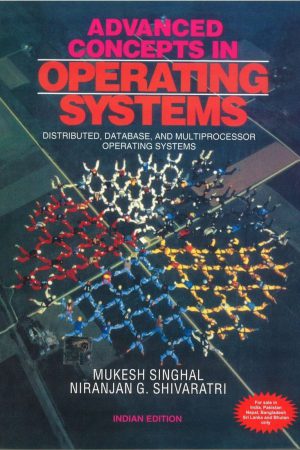 ADVANCED
CONCEPTS IN
OPERATING
SYSTEMS
DISTRIBUTED, DATABASE, AND MULTIPROCESSOR
OPERATING SYSTEMS
MUKESH SINGHAL
NIRANJAN G. SHIVARATRI
INDIAN EDITION
For sale in
India, Pakistan
Nepal, Bangladesh
Sri Lanka and Bhutan
only